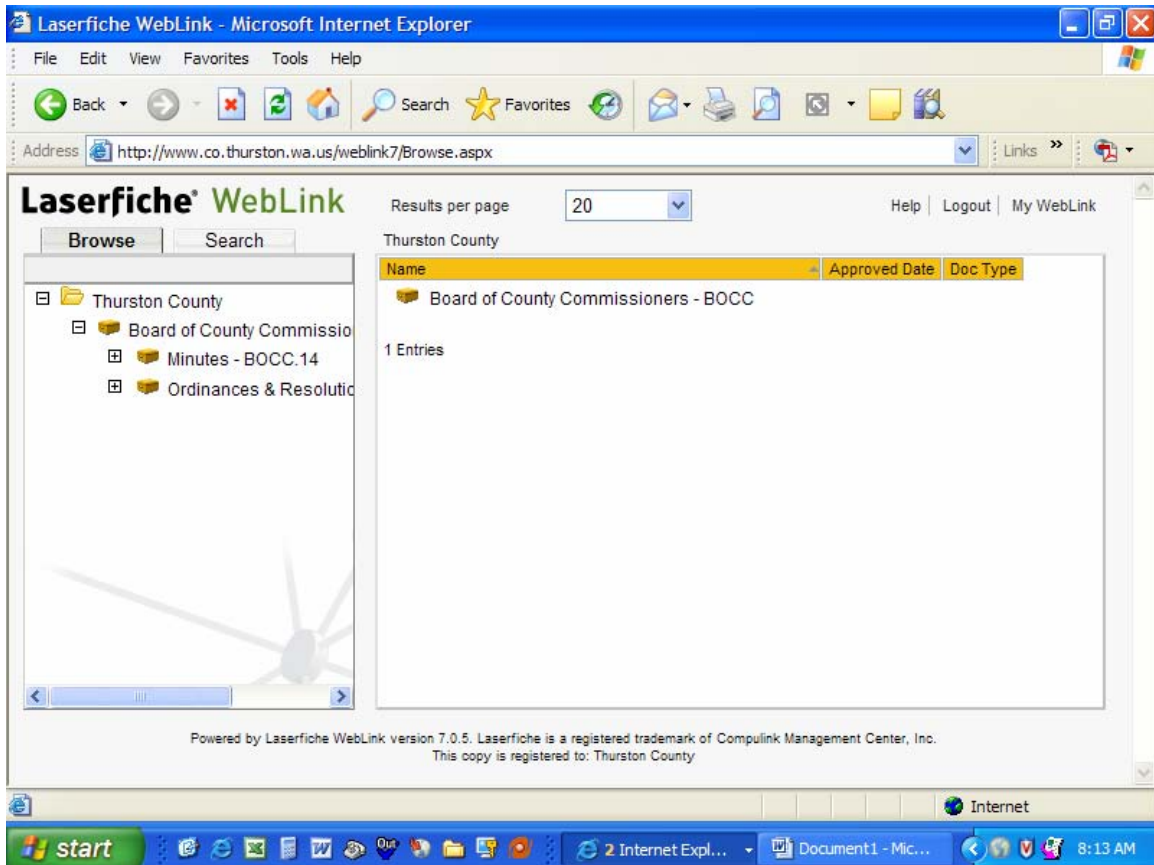 Laserfiche WebLink - Microsoft Internet Explorer
File Edit View Favorites Tools Help
Back Search Favorites
Address http://www.co.thurston.wa.us/weblink7/Browse.aspx Links »
Laserfiche® WebLink Results per page 20 Help | Logout | My WebLink
Browse Search Thurston County
Name Approved Date Doc Type
Thurston County Board of County Commissioners - BOCC
Board of County Commissio
Minutes - BOCC.14 1 Entries
Ordinances & Resolutio
Powered by Laserfiche WebLink version 7.0.5. Laserfiche is a registered trademark of Compulink Management Center, Inc.
This copy is registered to: Thurston County
Internet
start 2 Internet Expl... Document1 - Mic... 8:13 AM